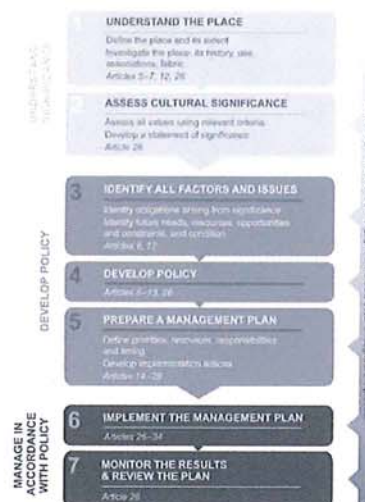 1
UNDERSTAND THE PLACE
Define the place and its extent
Investigate the place: its history, use,
associations, fabric
Articles 5–7, 12, 26
UNDERSTAND
SIGNIFICANCE
2
ASSESS CULTURAL SIGNIFICANCE
Assess all values using relevant criteria
Develop a statement of significance
Article 26
3
IDENTIFY ALL FACTORS AND ISSUES
Identify obligations arising from significance
Identify future needs, resources, opportunities
and constraints, and condition
Articles 6, 12
DEVELOP POLICY
4
DEVELOP POLICY
Articles 6–13, 26
5
PREPARE A MANAGEMENT PLAN
Define priorities, resources, responsibilities
and timing
Develop implementation actions
Articles 14–28
MANAGE IN
ACCORDANCE
WITH POLICY
6
IMPLEMENT THE MANAGEMENT PLAN
Articles 26–34
7
MONITOR THE RESULTS
& REVIEW THE PLAN
Article 26